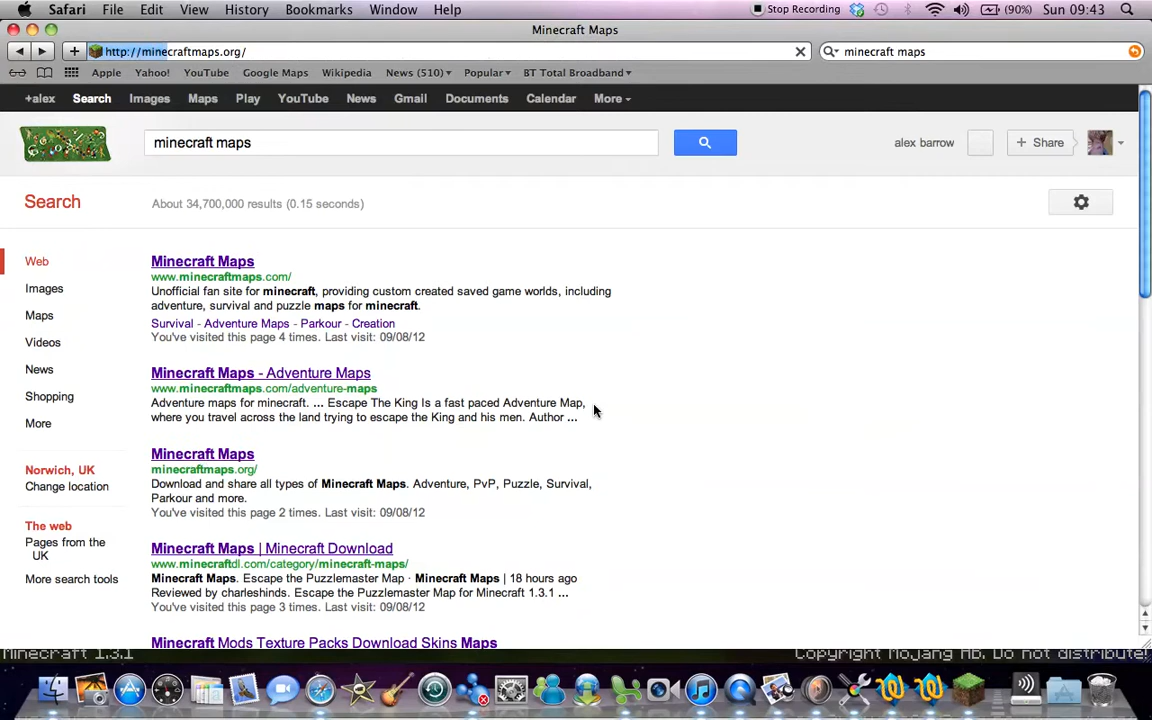 Safari File Edit View History Bookmarks Window Help Stop Recording (90%) Sun 09:43
Minecraft Maps
http://minecraftmaps.org/ minecraft maps
Apple Yahoo! YouTube Google Maps Wikipedia News (510) Popular BT Total Broadband
+alex Search Images Maps Play YouTube News Gmail Documents Calendar More
minecraft maps alex barrow + Share
Search About 34,700,000 results (0.15 seconds)
Web
Images
Maps
Videos
News
Shopping
More
Norwich, UK
Change location
The web
Pages from the
UK
More search tools
Minecraft Maps
www.minecraftmaps.com/
Unofficial fan site for minecraft, providing custom created saved game worlds, including
adventure, survival and puzzle maps for minecraft.
Survival - Adventure Maps - Parkour - Creation
You've visited this page 4 times. Last visit: 09/08/12
Minecraft Maps - Adventure Maps
www.minecraftmaps.com/adventure-maps
Adventure maps for minecraft. ... Escape The King Is a fast paced Adventure Map,
where you travel across the land trying to escape the King and his men. Author ...
Minecraft Maps
minecraftmaps.org/
Download and share all types of Minecraft Maps. Adventure, PvP, Puzzle, Survival,
Parkour and more.
You've visited this page 2 times. Last visit: 09/08/12
Minecraft Maps | Minecraft Download
www.minecraftdl.com/category/minecraft-maps/
Minecraft Maps. Escape the Puzzlemaster Map · Minecraft Maps | 18 hours ago
Reviewed by charleshinds. Escape the Puzzlemaster Map for Minecraft 1.3.1 ...
You've visited this page 3 times. Last visit: 09/08/12
Minecraft Mods Texture Packs Download Skins Maps
Minecraft 1.3.1 Copyright Mojang AB. Do not distribute!